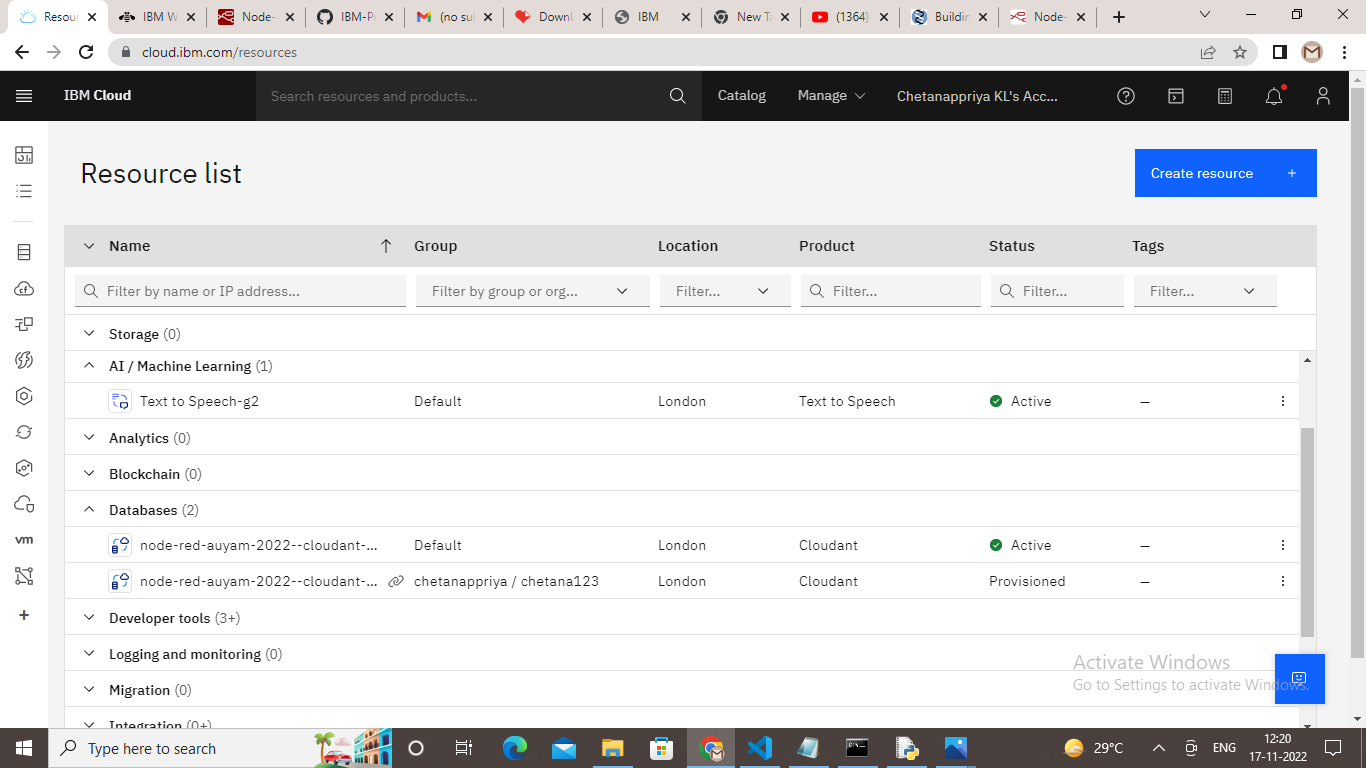 Resour
IBM W
Node-
IBM-P
(no sul
Downl
IBM
New Ta
(1364)
Buildin
Node-
cloud.ibm.com/resources
IBM Cloud
Search resources and products...
Catalog
Manage
Chetanappriya KL's Acc...
Resource list
Create resource +
Name
Group
Location
Product
Status
Tags
Filter by name or IP address...
Filter by group or org...
Filter...
Filter...
Filter...
Filter...
Storage (0)
AI / Machine Learning (1)
Text to Speech-g2 Default London Text to Speech Active –
Analytics (0)
Blockchain (0)
Databases (2)
node-red-auyam-2022--cloudant-... Default London Cloudant Active –
node-red-auyam-2022--cloudant-... chetanappriya / chetana123 London Cloudant Provisioned –
Developer tools (3+)
Logging and monitoring (0)
Migration (0)
Integration (0+)
Activate Windows
Go to Settings to activate Windows.
vm
Type here to search
29°C
ENG
12:20
17-11-2022